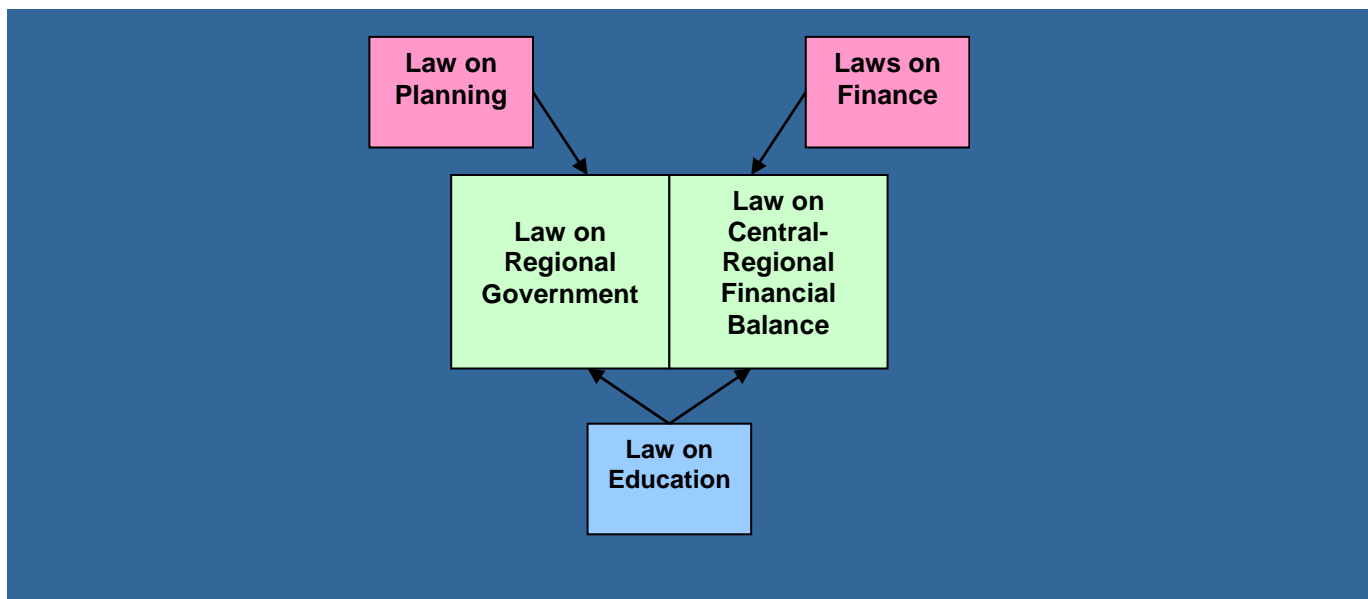 Law on
Planning
Laws on
Finance
Law on
Regional
Government
Law on
Central-
Regional
Financial
Balance
Law on
Education